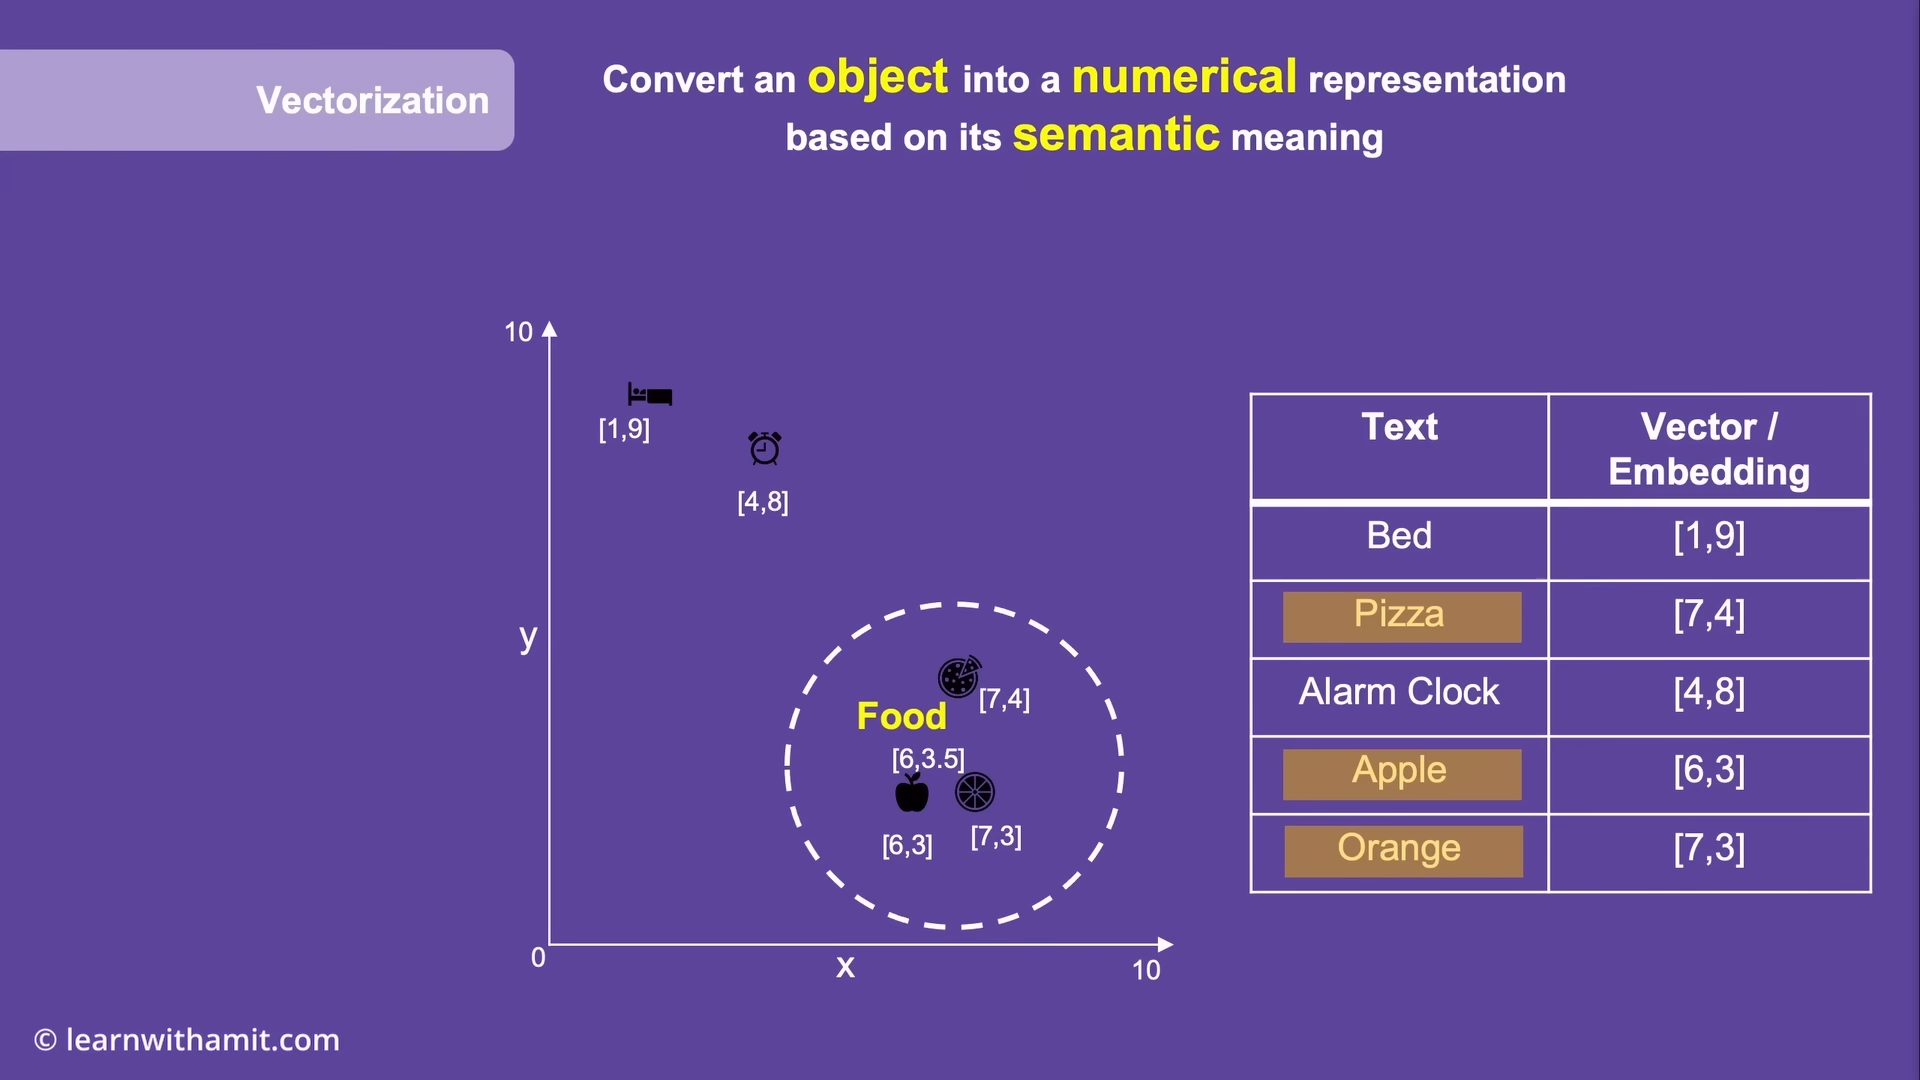 Vectorization
Convert an object into a numerical representation
based on its semantic meaning
10
[1,9]
[4,8]
y
[7,4]
Food
[6,3.5]
[6,3]
[7,3]
0
x
10
Text
Vector /
Embedding
Bed
[1,9]
Pizza
[7,4]
Alarm Clock
[4,8]
Apple
[6,3]
Orange
[7,3]
© learnwithamit.com